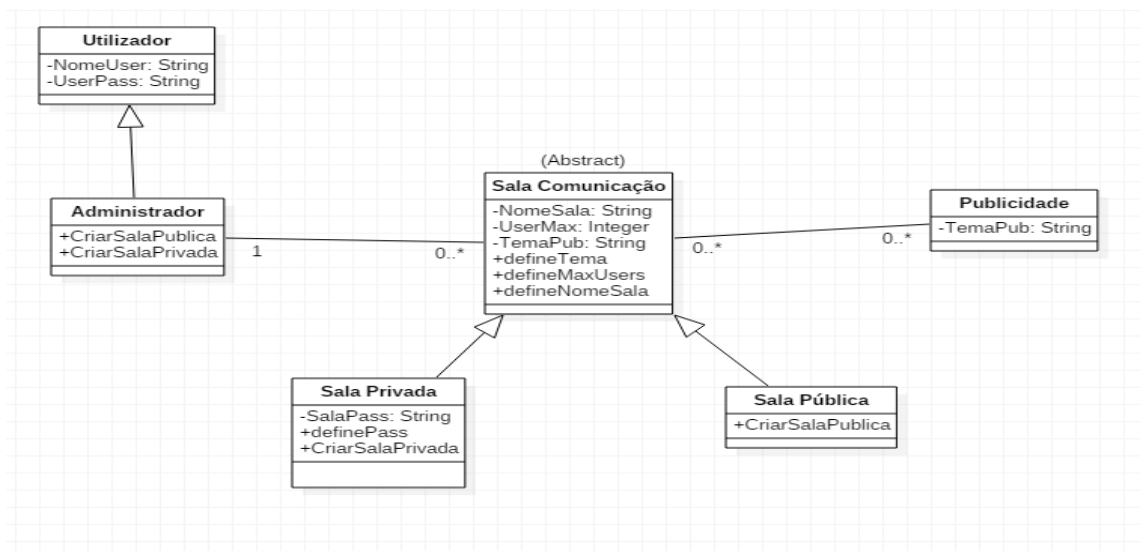 Utilizador
-NomeUser: String
-UserPass: String
Administrador
+CriarSalaPublica
+CriarSalaPrivada
1
0..*
(Abstract)
Sala Comunicação
-NomeSala: String
-UserMax: Integer
-TemaPub: String
+defineTema
+defineMaxUsers
+defineNomeSala
0..*
0..*
Publicidade
-TemaPub: String
Sala Privada
-SalaPass: String
+definePass
+CriarSalaPrivada
Sala Pública
+CriarSalaPublica